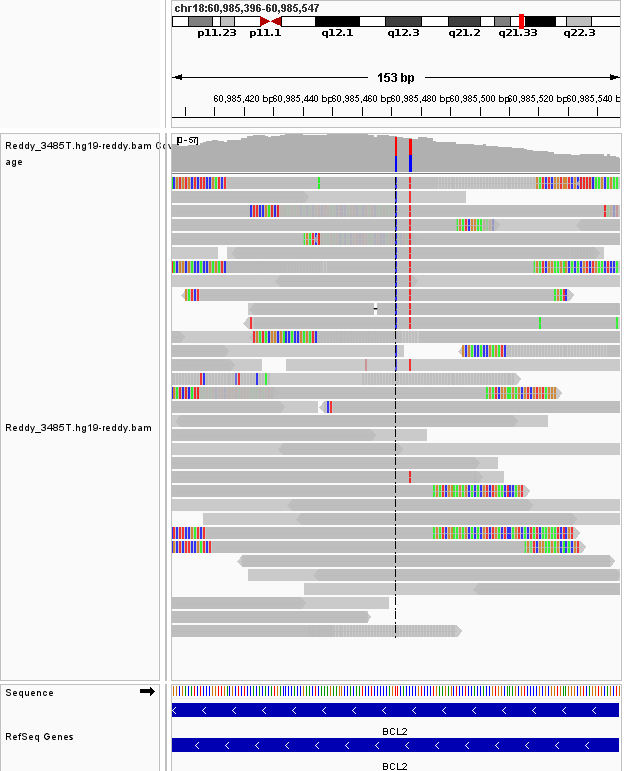 chr18:60,985,396-60,985,547
p11.23 p11.1 q12.1 q12.3 q21.2 q21.33 q22.3
153 bp
60,985,420 bp 60,985,440 bp 60,985,460 bp 60,985,480 bp 60,985,500 bp 60,985,520 bp 60,985,540 b
[0-57]
Reddy_3485T.hg19-reddy.bam Cov
age
Reddy_3485T.hg19-reddy.bam
Sequence
BCL2
RefSeq Genes
BCL2